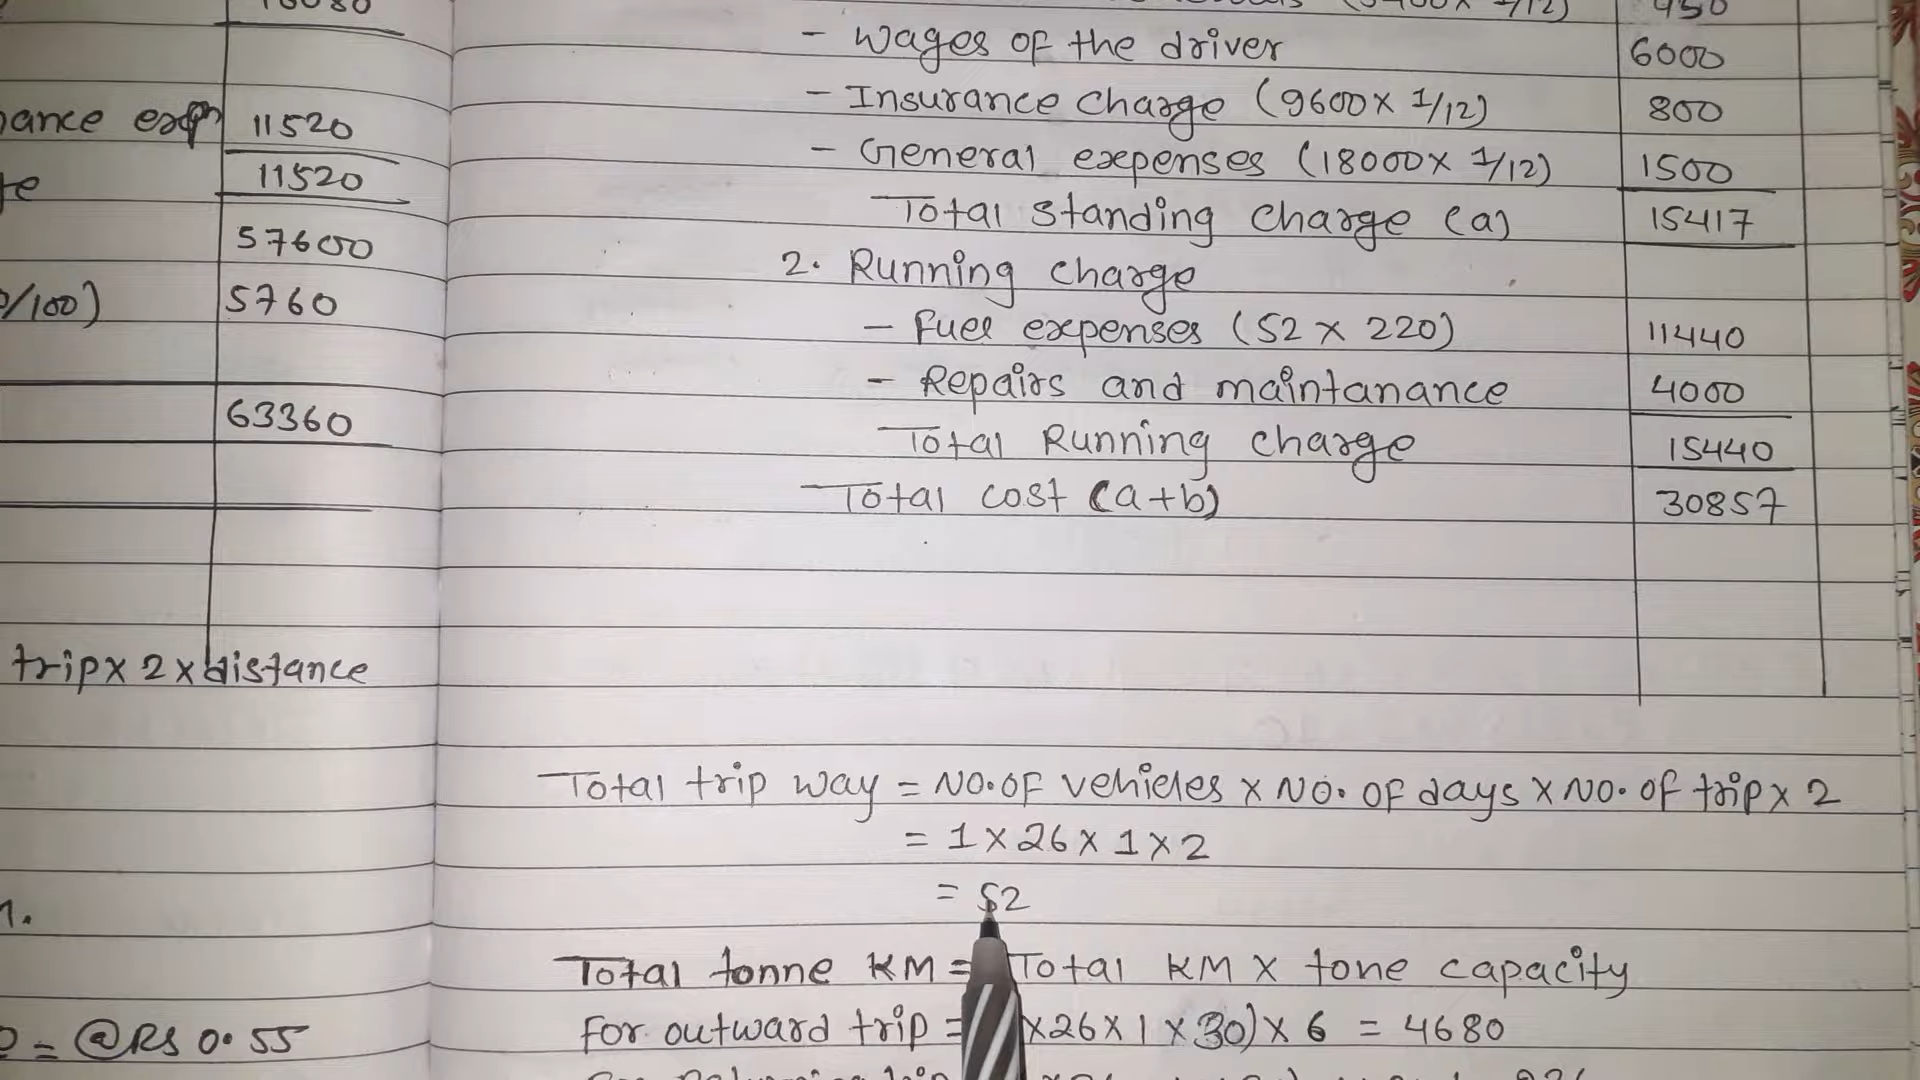 11520
11520
57600
/100) 5760
63360
trip x 2 x distance
= @RS 0.55
- Wages of the driver 6000
- Insurance charge (9600 x 1/12) 800
- General expenses (18000 x 1/12) 1500
Total standing charge (a) 15417
2. Running charge
- Fuel expenses (52 x 220) 11440
- Repairs and maintanance 4000
Total Running charge 15440
Total cost (a+b) 30857
Total trip way = NO. OF vehicles x NO. OF days x NO. OF trip x 2
= 1 x 26 x 1 x 2
= 52
Total tonne KM = Total KM x tone capacity
For outward trip = x 26 x 1 x 30) x 6 = 4680